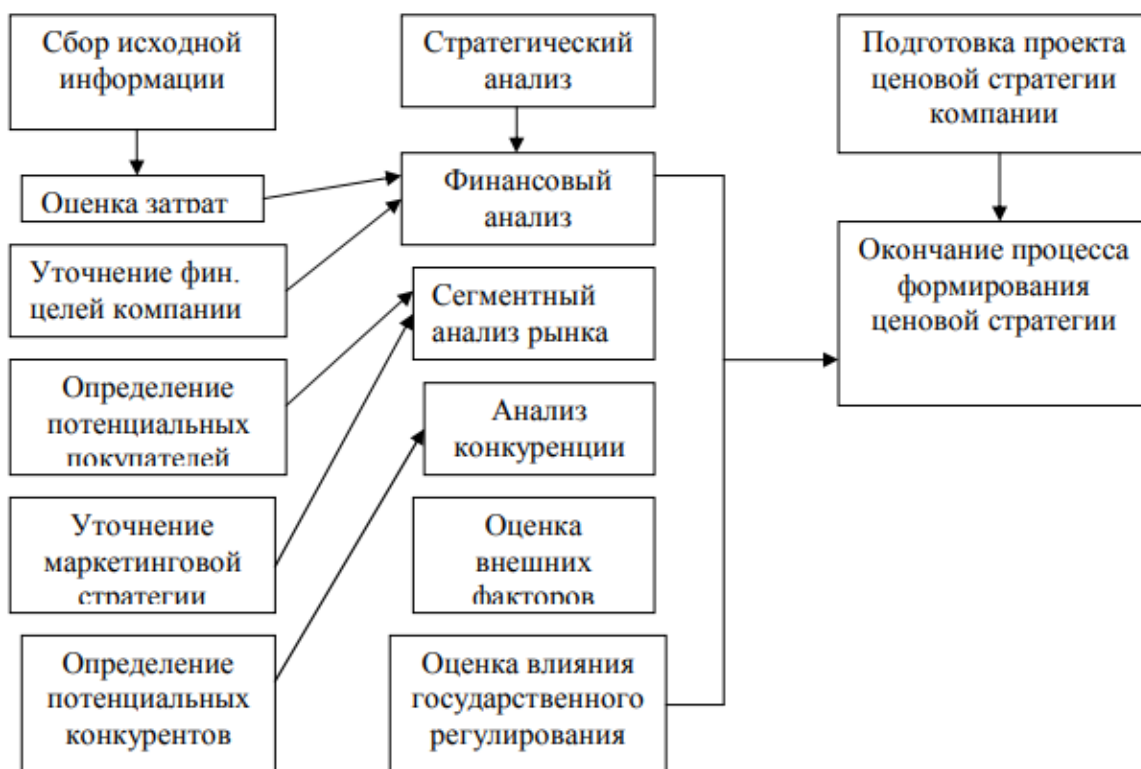 Сбор исходной
информации
Стратегический
анализ
Подготовка проекта
ценовой стратегии
компании
Оценка затрат
Финансовый
анализ
Окончание процесса
формирования
ценовой стратегии
Уточнение фин.
целей компании
Сегментный
анализ рынка
Определение
потенциальных
покупателей
Анализ
конкуренции
Уточнение
маркетинговой
стратегии
Оценка
внешних
факторов
Определение
потенциальных
конкурентов
Оценка влияния
государственного
регулирования